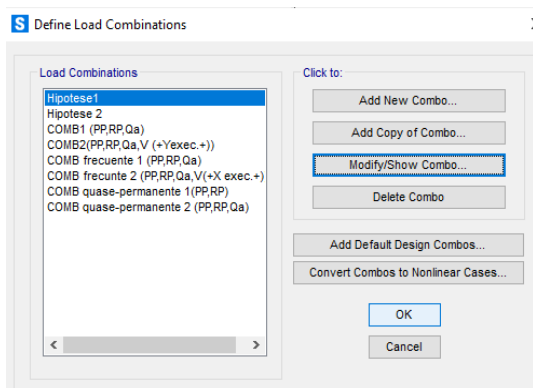 S Define Load Combinations
Load Combinations
Hipotese1
Hipotese 2
COMB1 (PP,RP,Qa)
COMB2(PP,RP,Qa,V (+Yexec.+))
COMB frecuente 1 (PP,RP,Qa)
COMB frecunte 2 (PP,RP,Qa,V(+X exec.+)
COMB quase-permanente 1(PP,RP)
COMB quase-permanente 2 (PP,RP,Qa)
Click to:
Add New Combo...
Add Copy of Combo...
Modify/Show Combo...
Delete Combo
Add Default Design Combos...
Convert Combos to Nonlinear Cases...
OK
Cancel